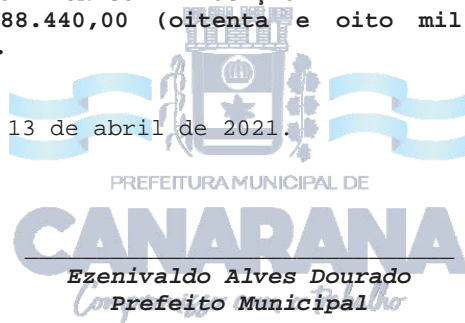 88.440,00 (oitenta e oito mil
.
13 de abril de 2021.
PREFEITURA MUNICIPAL DE
CANARANA
Ezenivaldo Alves Dourado
Prefeito Municipal